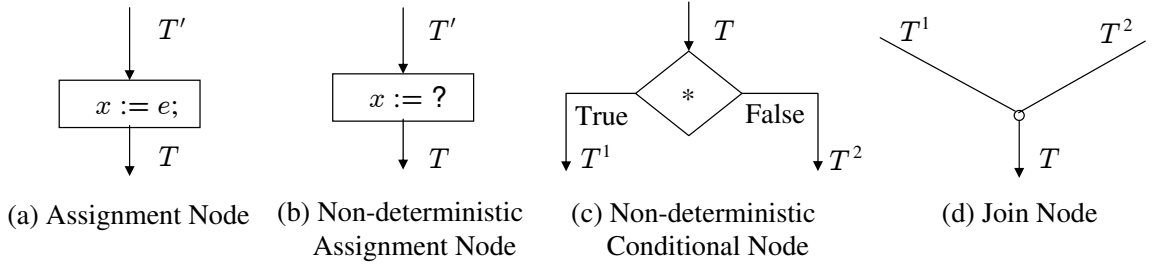 T′ T′ T T¹ T²
x := e; x := ? * 
True False
T T T¹ T² T
(a) Assignment Node (b) Non-deterministic (c) Non-deterministic (d) Join Node
Assignment Node Conditional Node